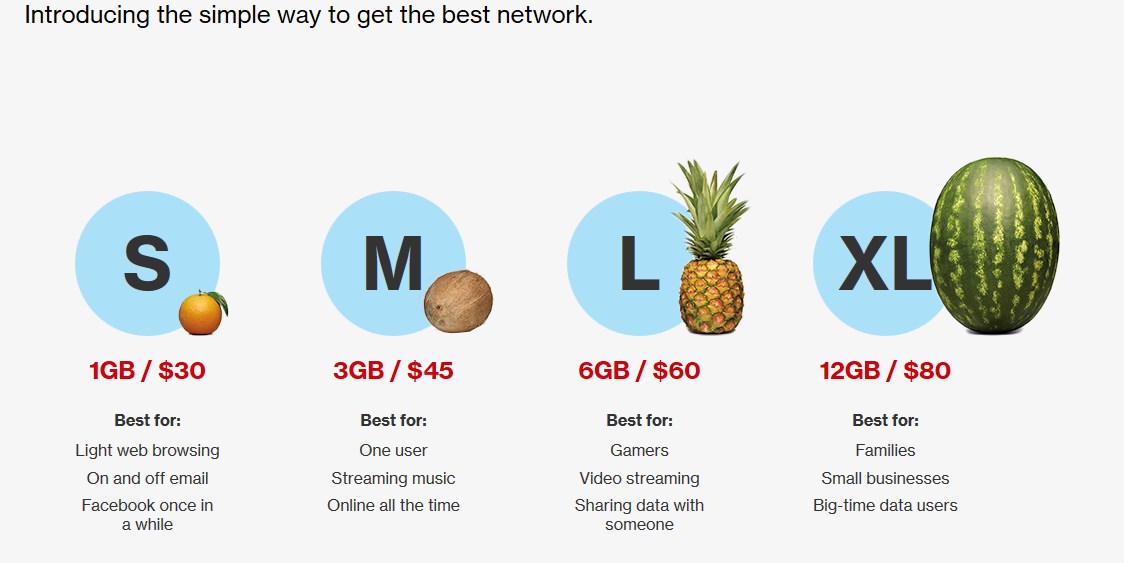 Introducing the simple way to get the best network.
S
M
L
XL
1GB / $30
3GB / $45
6GB / $60
12GB / $80
Best for:
Best for:
Best for:
Best for:
Light web browsing
One user
Gamers
Families
On and off email
Streaming music
Video streaming
Small businesses
Facebook once in
a while
Online all the time
Sharing data with
someone
Big-time data users